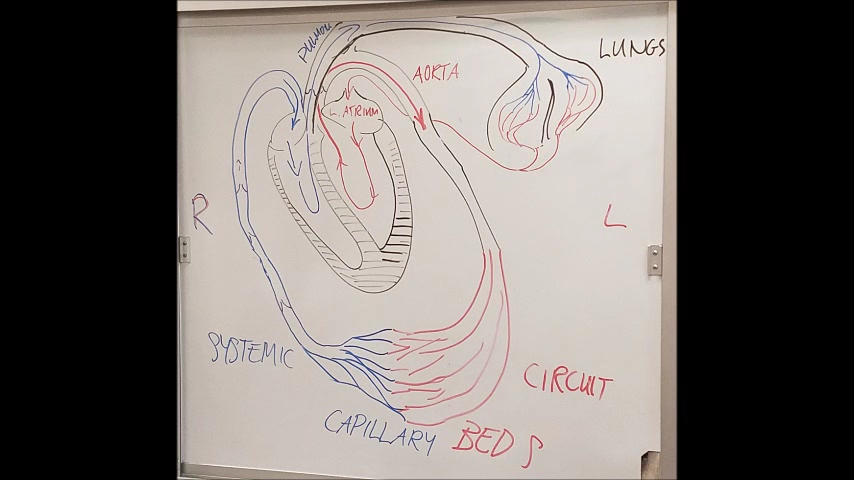 PULMON
LUNGS
AORTA
L. ATRIUM
R
L
SYSTEMIC CIRCUIT
CAPILLARY BEDS